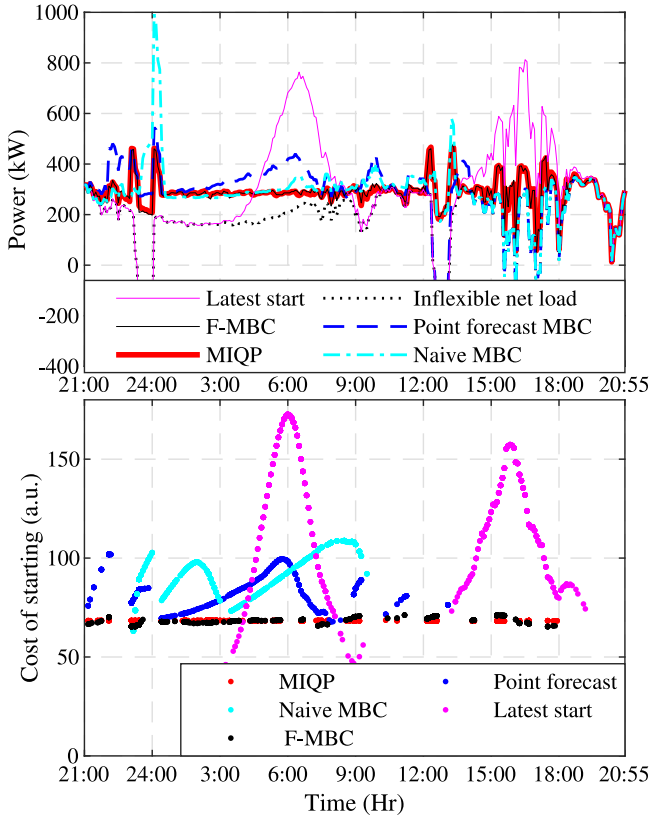 1000
800
600
400
200
0
-200
-400
Power (kW)
Latest start
Inflexible net load
F-MBC
Point forecast MBC
MIQP
Naive MBC
21:00 24:00 3:00 6:00 9:00 12:00 15:00 18:00 20:55
150
100
50
0
Cost of starting (a.u.)
MIQP
Point forecast
Naive MBC
Latest start
F-MBC
21:00 24:00 3:00 6:00 9:00 12:00 15:00 18:00 20:55
Time (Hr)